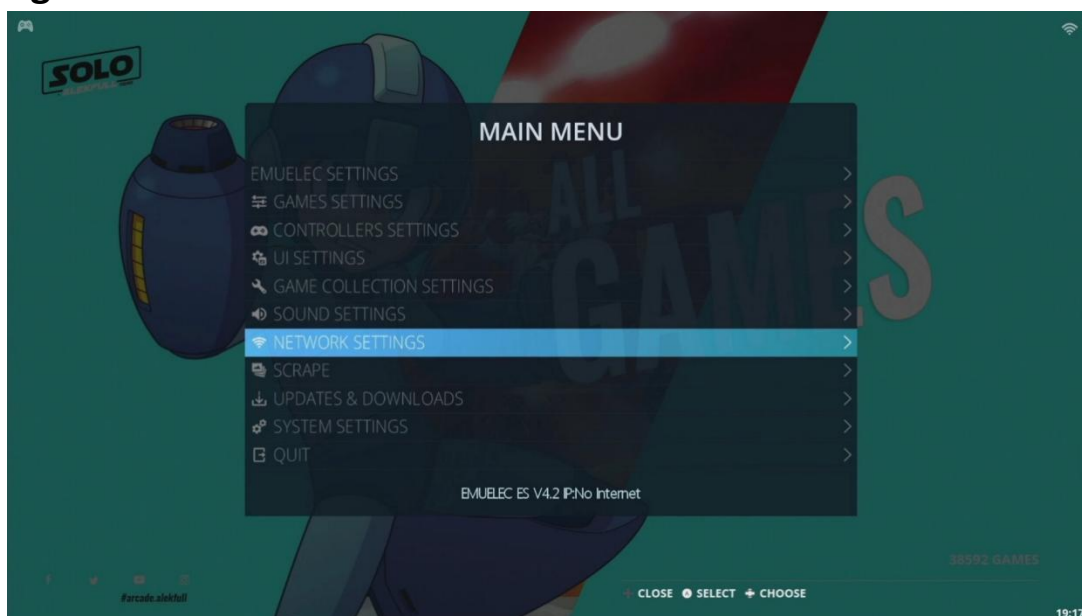 SOLO
ALEKFULL
MAIN MENU
ALL
GAMES
EMUELEC SETTINGS
GAMES SETTINGS
CONTROLLERS SETTINGS
UI SETTINGS
GAME COLLECTION SETTINGS
SOUND SETTINGS
NETWORK SETTINGS
SCRAPE
UPDATES & DOWNLOADS
SYSTEM SETTINGS
QUIT
EMUELEC ES V4.2 IP:No Internet
38592 GAMES
#arcade.alekfull
CLOSE SELECT CHOOSE
19:17